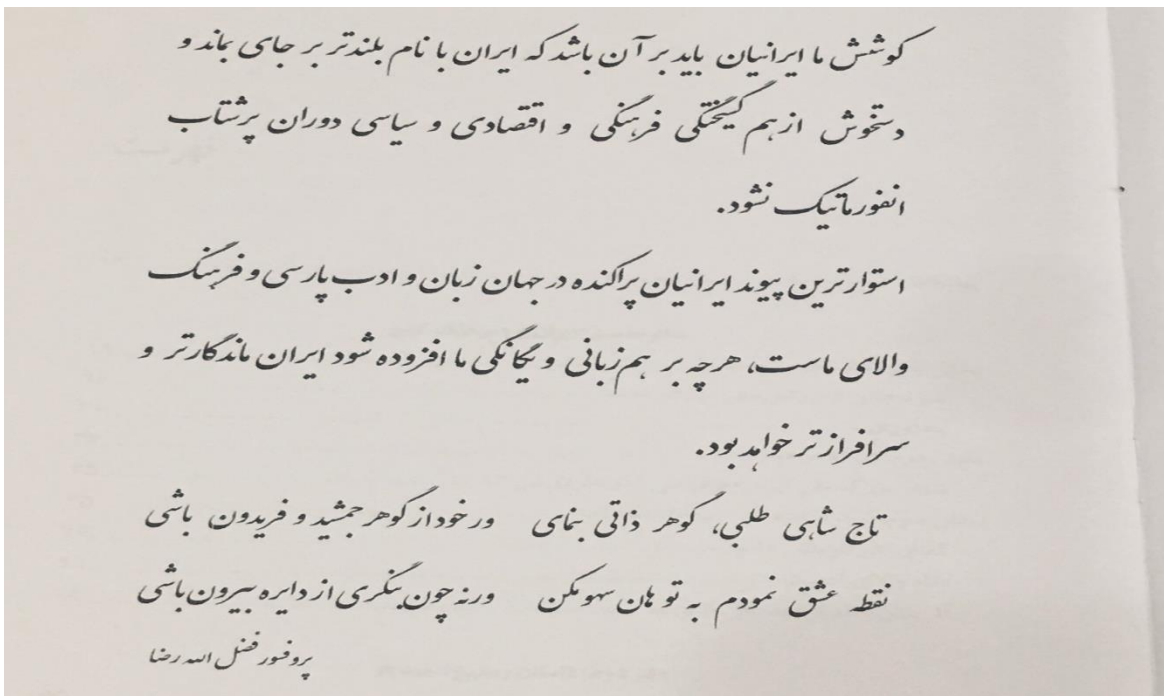 کوشش ما ایرانیان باید بر آن باشد که ایران با نام بلندتر بر جای بماند و
دستخوش از هم گسیختگی فرهنگی و اقتصادی و سیاسی دوران پرشتاب
انفورماتیک نشود.
استوارترین پیوند ایرانیان پراکنده در جهان زبان و ادب پارسی و فرهنگ
والای ماست، هرچه بر هم‌زبانی و یگانگی ما افزوده شود ایران ماندگارتر و
سرافرازتر خواهد بود.
تاج شاهی طلبی، گوهر ذاتی بنمای ور خود از گوهر جمشید و فریدون باشی
نقطه عشق نمودم به تو هان سهو مکن ورنه چون بنگری از دایره بیرون باشی
پروفسور فضل الله رضا